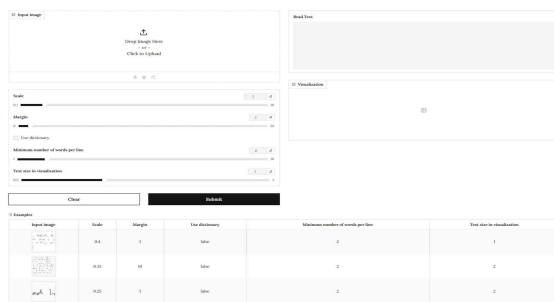 Input image
Drop Image Here
- or -
Click to Upload
Scale
Margin
Use dictionary
Minimum number of words per line
Text size in visualization
Clear
Submit
Read Text
Visualization
Examples
Input image Scale Margin Use dictionary Minimum number of words per line Text size in visualization
0.4 1 false 2 1
0.25 10 false 2 2
0.25 1 false 2 2